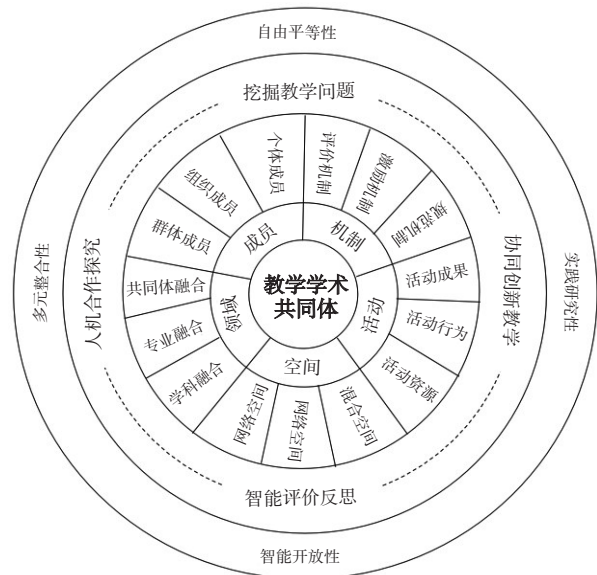 自由平等性
挖掘教学问题
个体成员
评价机制
激励机制
规范机制
组织成员
群体成员
成员
机制
多元整合性
人机合作探究
协同创新教学
实践研究性
共同体融合
专业融合
学科融合
领域
教学学术
共同体
活动
活动成果
活动行为
活动资源
空间
网络空间
网络空间
混合空间
智能评价反思
智能开放性